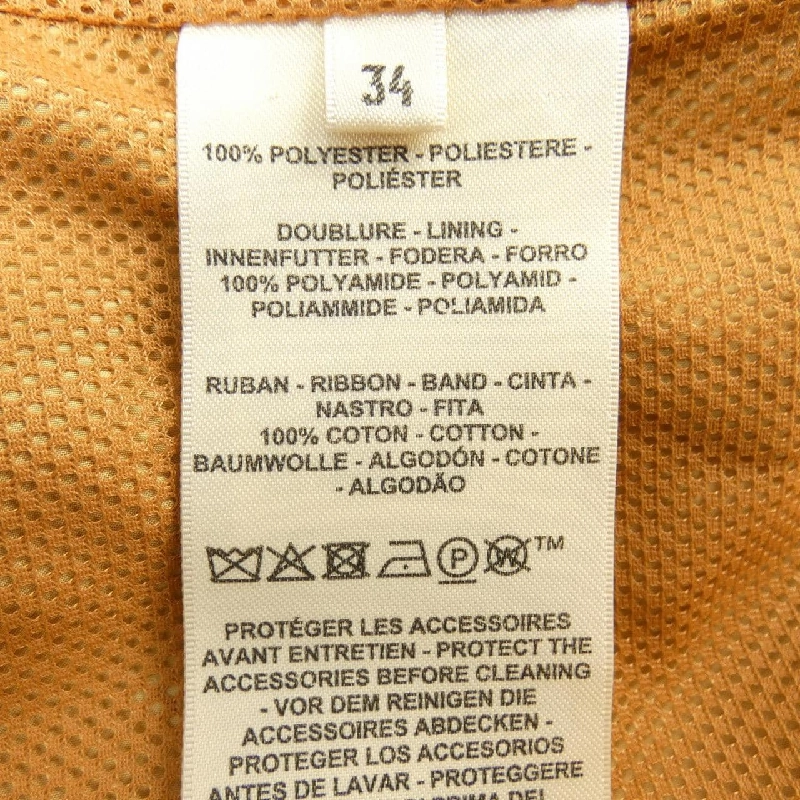 34
100% POLYESTER - POLIESTERE -
POLIÉSTER
DOUBLURE - LINING -
INNENFUTTER - FODERA - FORRO
100% POLYAMIDE - POLYAMID -
POLIAMMIDE - POLIAMIDA
RUBAN - RIBBON - BAND - CINTA -
NASTRO - FITA
100% COTON - COTTON -
BAUMWOLLE - ALGODÓN - COTONE
- ALGODÃO
P W TM
PROTÉGER LES ACCESSOIRES
AVANT ENTRETIEN - PROTECT THE
ACCESSORIES BEFORE CLEANING
- VOR DEM REINIGEN DIE
ACCESSOIRES ABDECKEN -
PROTEGER LOS ACCESORIOS
ANTES DE LAVAR - PROTEGGERE
DEL